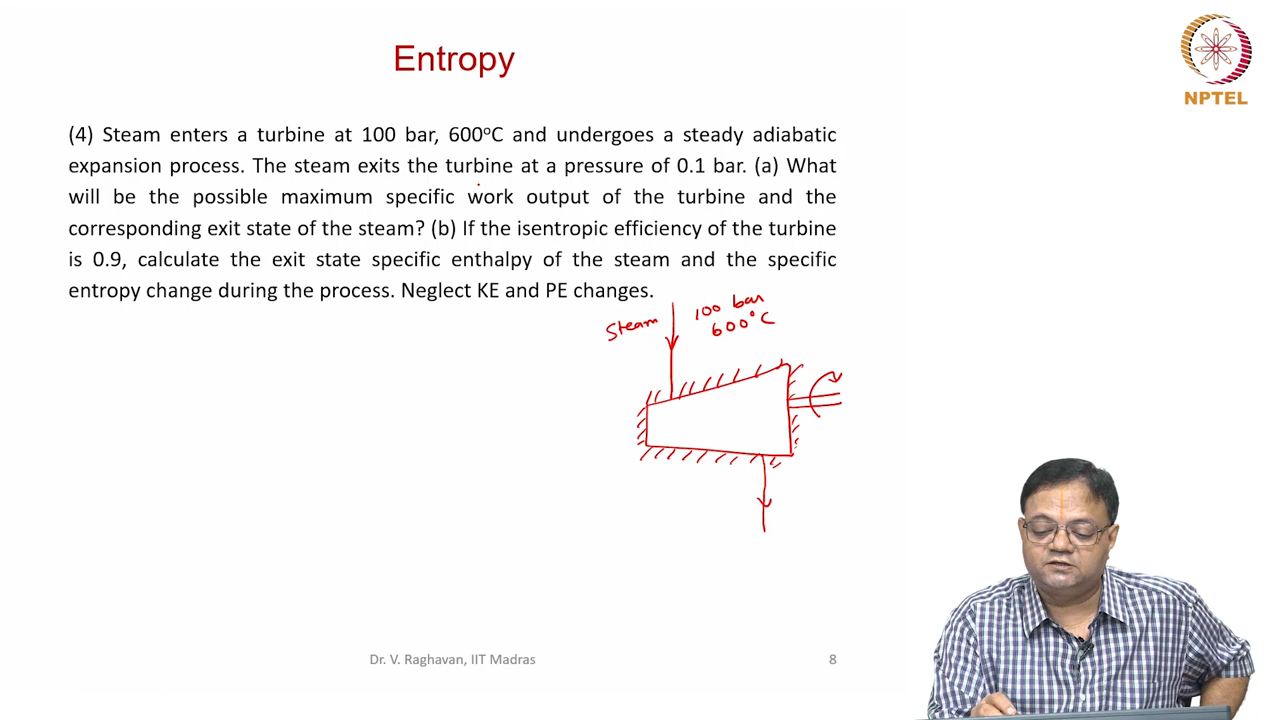 Entropy
NPTEL
(4) Steam enters a turbine at 100 bar, 600°C and undergoes a steady adiabatic
expansion process. The steam exits the turbine at a pressure of 0.1 bar. (a) What
will be the possible maximum specific work output of the turbine and the
corresponding exit state of the steam? (b) If the isentropic efficiency of the turbine
is 0.9, calculate the exit state specific enthalpy of the steam and the specific
entropy change during the process. Neglect KE and PE changes.
Steam
100 bar
600°C
Dr. V. Raghavan, IIT Madras
8